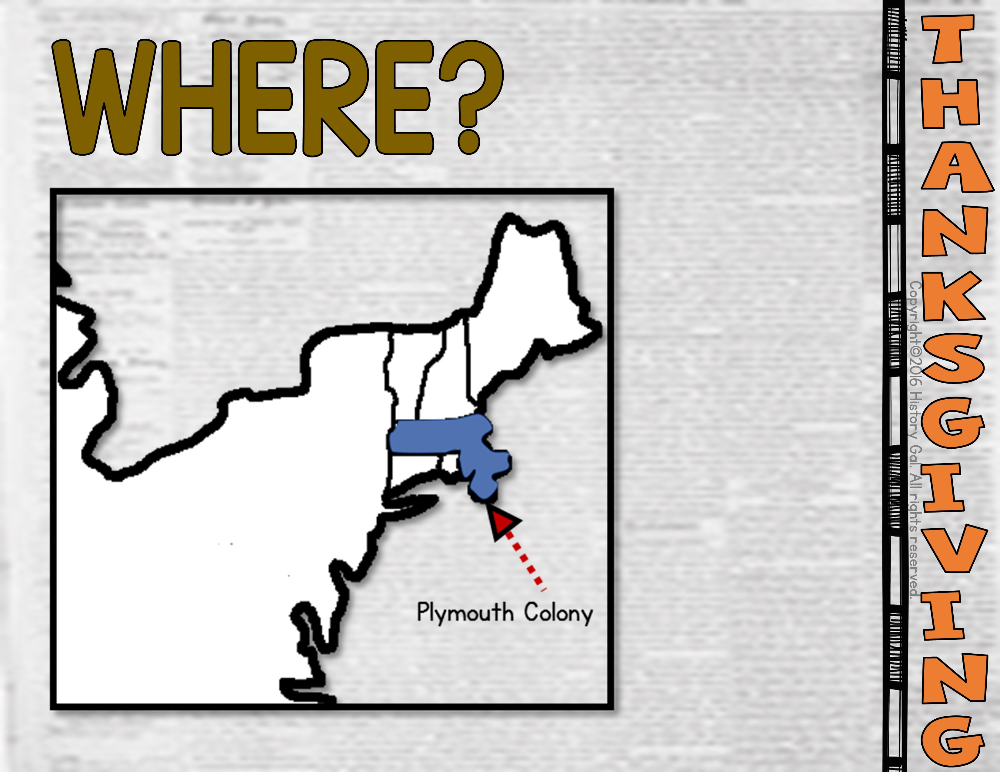 WHERE?
Plymouth Colony
Copyright©2016 History Gal. All rights reserved.
THANKSGIVING